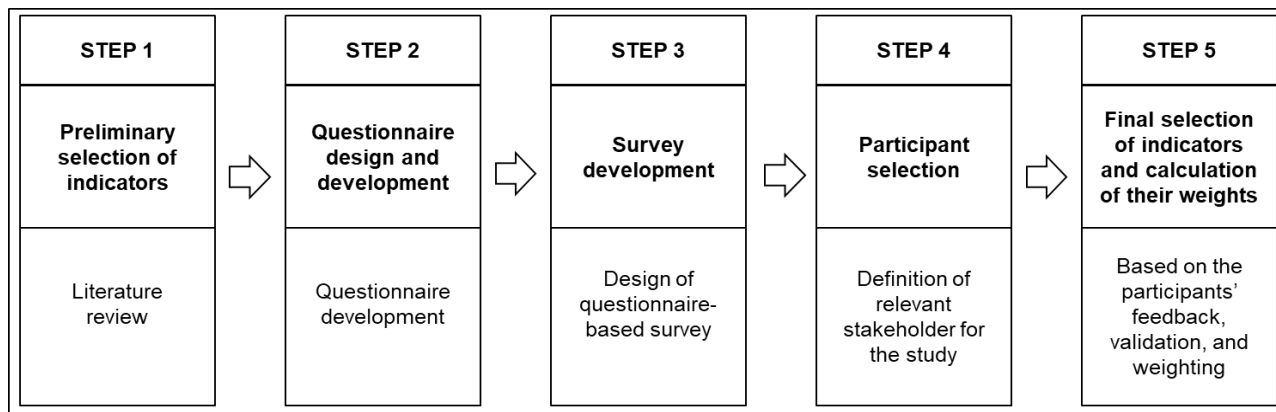 STEP 1
Preliminary
selection of
indicators
Literature
review
STEP 2
Questionnaire
design and
development
Questionnaire
development
STEP 3
Survey
development
Design of
questionnaire-
based survey
STEP 4
Participant
selection
Definition of
relevant
stakeholder for
the study
STEP 5
Final selection
of indicators
and calculation
of their weights
Based on the
participants’
feedback,
validation, and
weighting